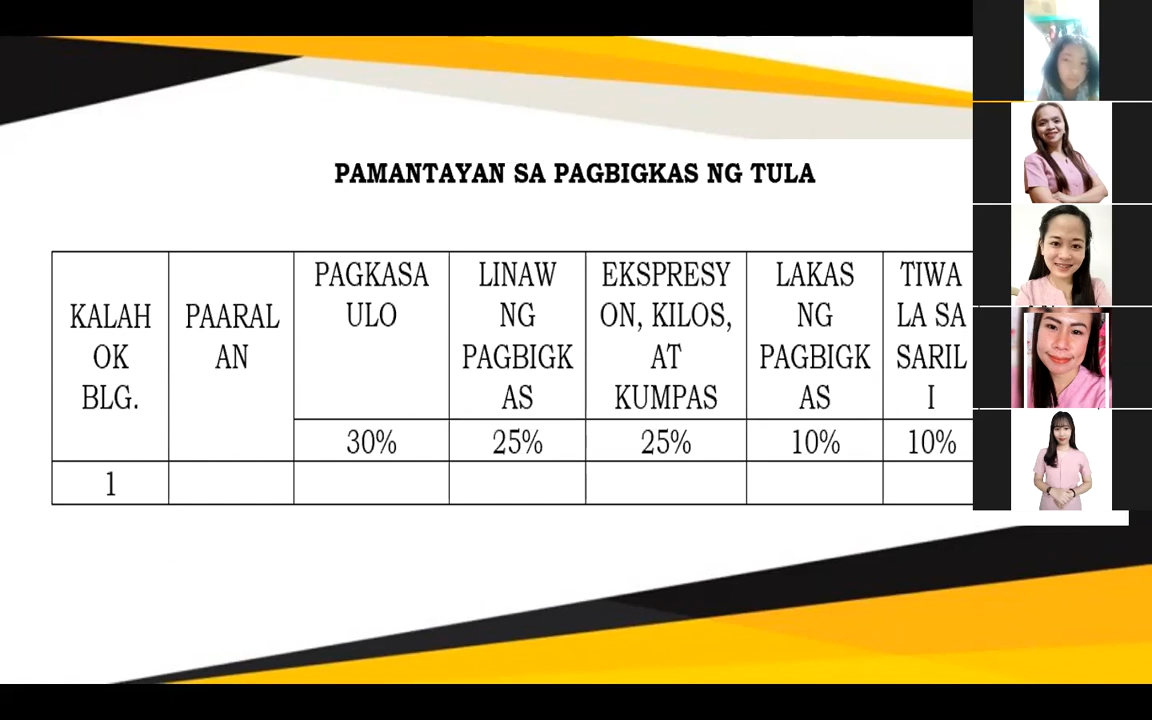 PAMANTAYAN SA PAGBIGKAS NG TULA
KALAH
OK
BLG.
PAARAL
AN
PAGKASA
ULO
LINAW
NG
PAGBIGK
AS
EKSPRESY
ON, KILOS,
AT
KUMPAS
LAKAS
NG
PAGBIGK
AS
TIWA
LA SA
SARIL
I
30%
25%
25%
10%
10%
1